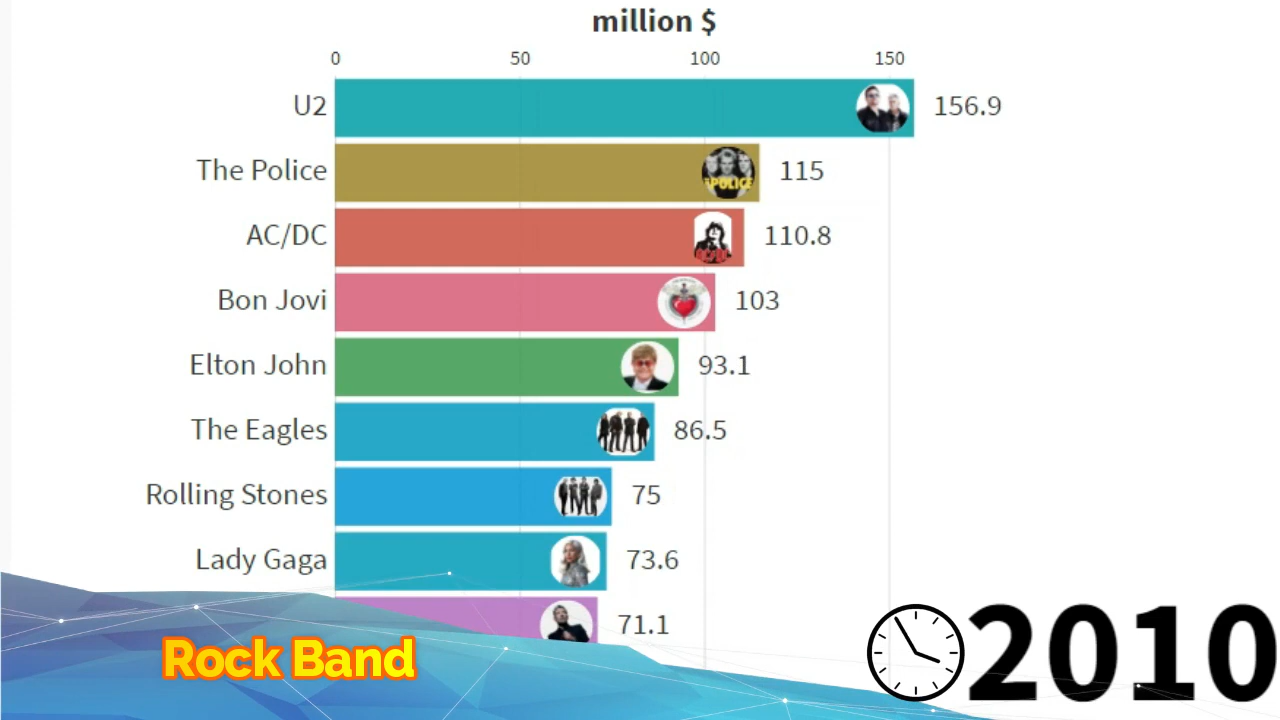 million $
0 50 100 150
U2 156.9
The Police POLICE 115
AC/DC 110.8
Bon Jovi 103
Elton John 93.1
The Eagles 86.5
Rolling Stones 75
Lady Gaga 73.6
71.1
Rock Band
2010